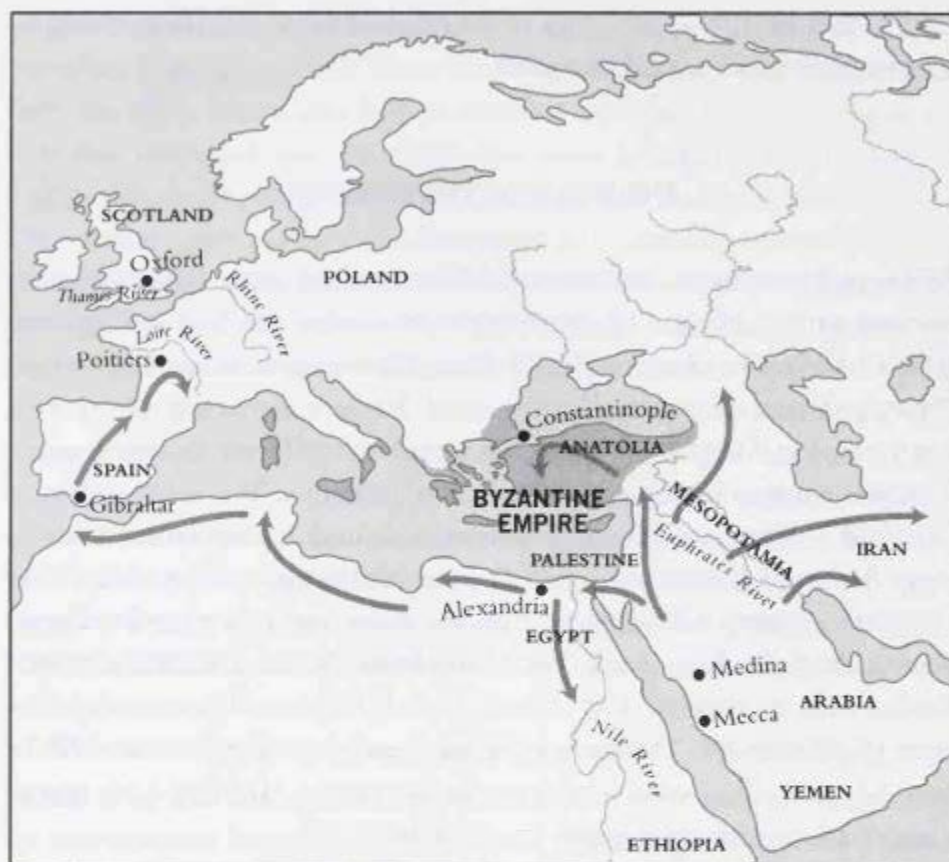 SCOTLAND
Oxford
Thames River
POLAND
Rhine River
Loire River
Poitiers
Constantinople
ANATOLIA
SPAIN
Gibraltar
BYZANTINE
EMPIRE
MESOPOTAMIA
Euphrates River
IRAN
PALESTINE
Alexandria
EGYPT
Medina
ARABIA
Mecca
Nile River
YEMEN
ETHIOPIA